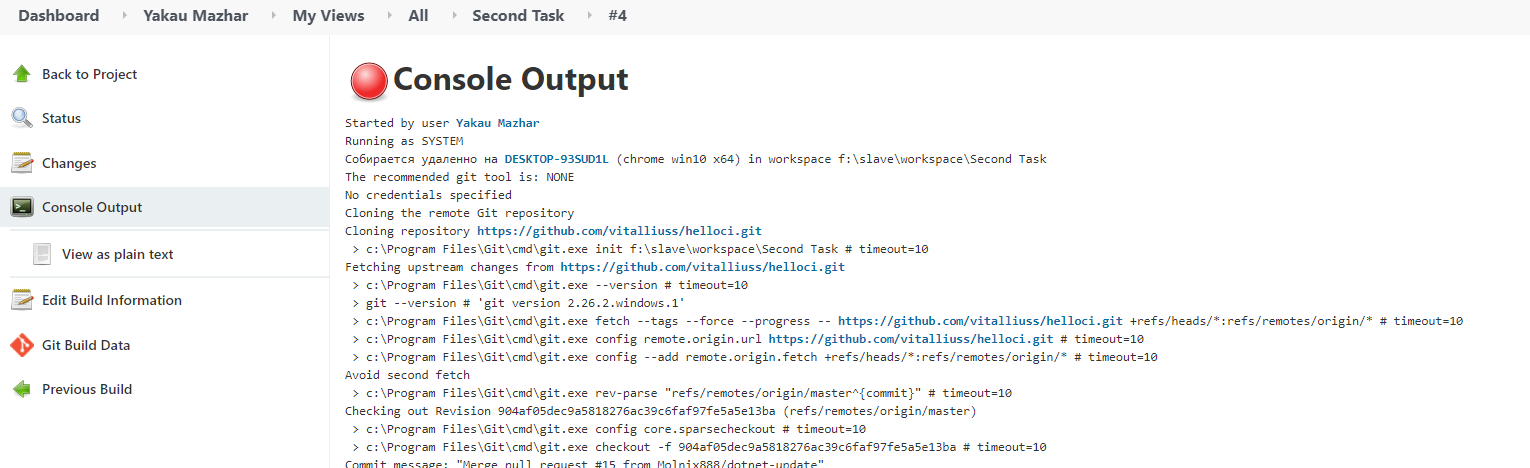 Dashboard Yakau Mazhar My Views All Second Task #4
Back to Project
Status
Changes
Console Output
View as plain text
Edit Build Information
Git Build Data
Previous Build
Console Output
Started by user Yakau Mazhar
Running as SYSTEM
Собирается удаленно на DESKTOP-93SUD1L (chrome win10 x64) in workspace f:\slave\workspace\Second Task
The recommended git tool is: NONE
No credentials specified
Cloning the remote Git repository
Cloning repository https://github.com/vitalliuss/helloci.git
> c:\Program Files\Git\cmd\git.exe init f:\slave\workspace\Second Task # timeout=10
Fetching upstream changes from https://github.com/vitalliuss/helloci.git
> c:\Program Files\Git\cmd\git.exe --version # timeout=10
> git --version # 'git version 2.26.2.windows.1'
> c:\Program Files\Git\cmd\git.exe fetch --tags --force --progress -- https://github.com/vitalliuss/helloci.git +refs/heads/*:refs/remotes/origin/* # timeout=10
> c:\Program Files\Git\cmd\git.exe config remote.origin.url https://github.com/vitalliuss/helloci.git # timeout=10
> c:\Program Files\Git\cmd\git.exe config --add remote.origin.fetch +refs/heads/*:refs/remotes/origin/* # timeout=10
Avoid second fetch
> c:\Program Files\Git\cmd\git.exe rev-parse "refs/remotes/origin/master^{commit}" # timeout=10
Checking out Revision 904af05dec9a5818276ac39c6faf97fe5a5e13ba (refs/remotes/origin/master)
> c:\Program Files\Git\cmd\git.exe config core.sparsecheckout # timeout=10
> c:\Program Files\Git\cmd\git.exe checkout -f 904af05dec9a5818276ac39c6faf97fe5a5e13ba # timeout=10
Commit message: "Merge pull request #15 from Molnix888/dotnet-update"